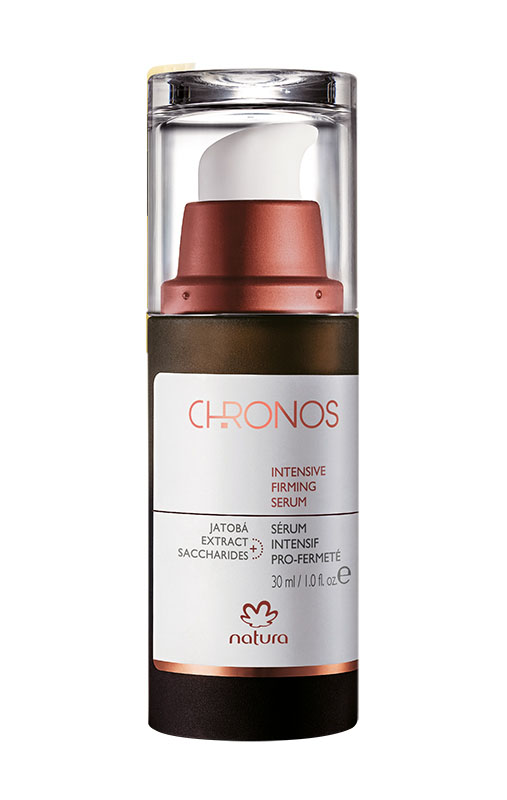 CHRONOS
INTENSIVE
FIRMING
SERUM
JATOBÁ
EXTRACT
SACCHARIDES
+
SÉRUM
INTENSIF
PRO-FERMETÉ
30 ml / 1.0 fl. oz. ℮
natura